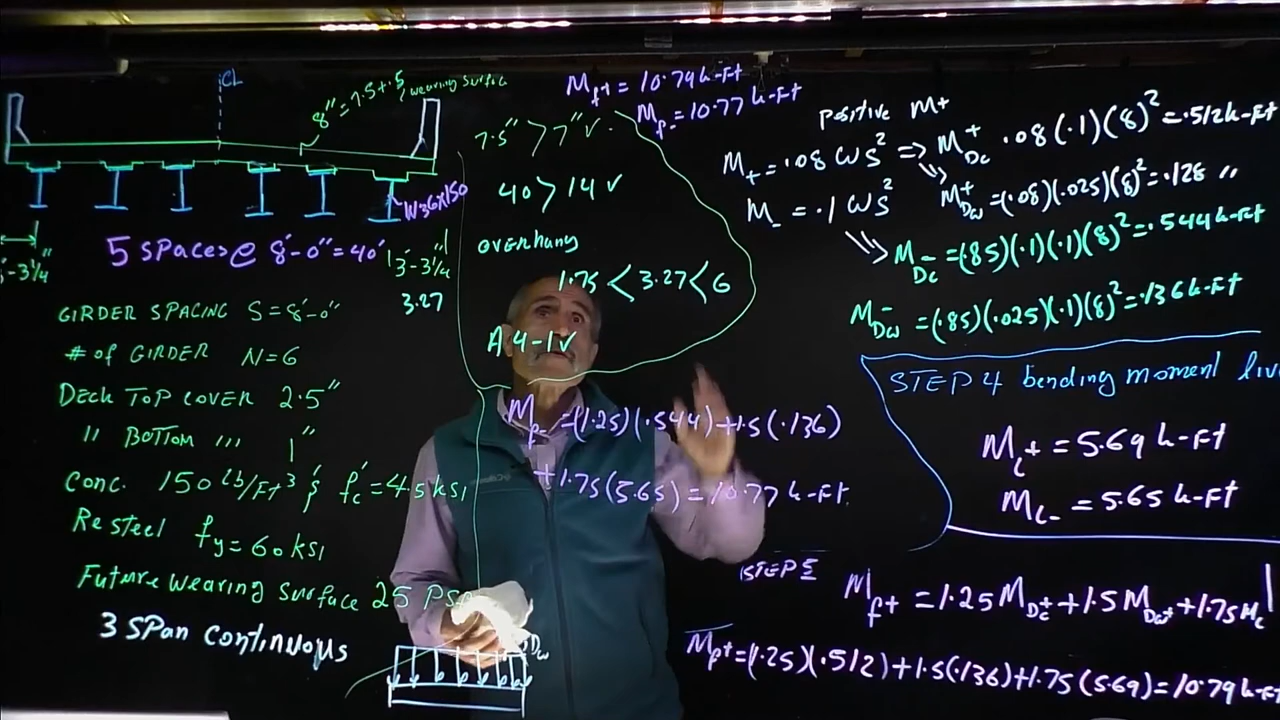 CL
8" = 7.5 + .5 / wearing surface
W36x150
5 SPaces @ 8'-0" = 40'
'-3 1/4"
3'-3 1/4"
3.27
GIRDER SPACING S = 8'-0"
# of GIRDER N = 6
Deck TOP COVER 2.5"
" BOTTOM " 1"
Conc. 150 lb/Ft³ & f'c = 4.5 ksi
Re steel fy = 60 ksi
Future wearing Surface 25 PSF
3 SPan continuous
Dw
Mf+ = 10.79 k-Ft
Mf- = 10.77 k-Ft
7.5" > 7" ✓
40 > 14 ✓
overhang
1.75 < 3.27 < 6
A 4-1 ✓
Mf- = (1.25)(.544) + 1.5(.136)
+ 1.75(5.65) = 10.77 k-Ft.
Positive M+
M+ = .08 ωs² ⇒ M+Dc .08(.1)(8)² = .512 k-Ft
M+Dw = (.08)(.025)(8)² = .128 "
M- = .1 ωs²
M-Dc = (.85)(.1)(.1)(8)² = .544 k-Ft
M-Dw = (.85)(.025)(.1)(8)² = .136 k-Ft
STEP 4 bending moment live
ML+ = 5.69 k-Ft
ML- = 5.65 k-Ft
STEP 5
Mf+ = 1.25 MDc+ + 1.5 MDw+ + 1.75 ML
Mf+ = (1.25)(.512) + 1.5(.136) + 1.75(5.69) = 10.79 k-Ft